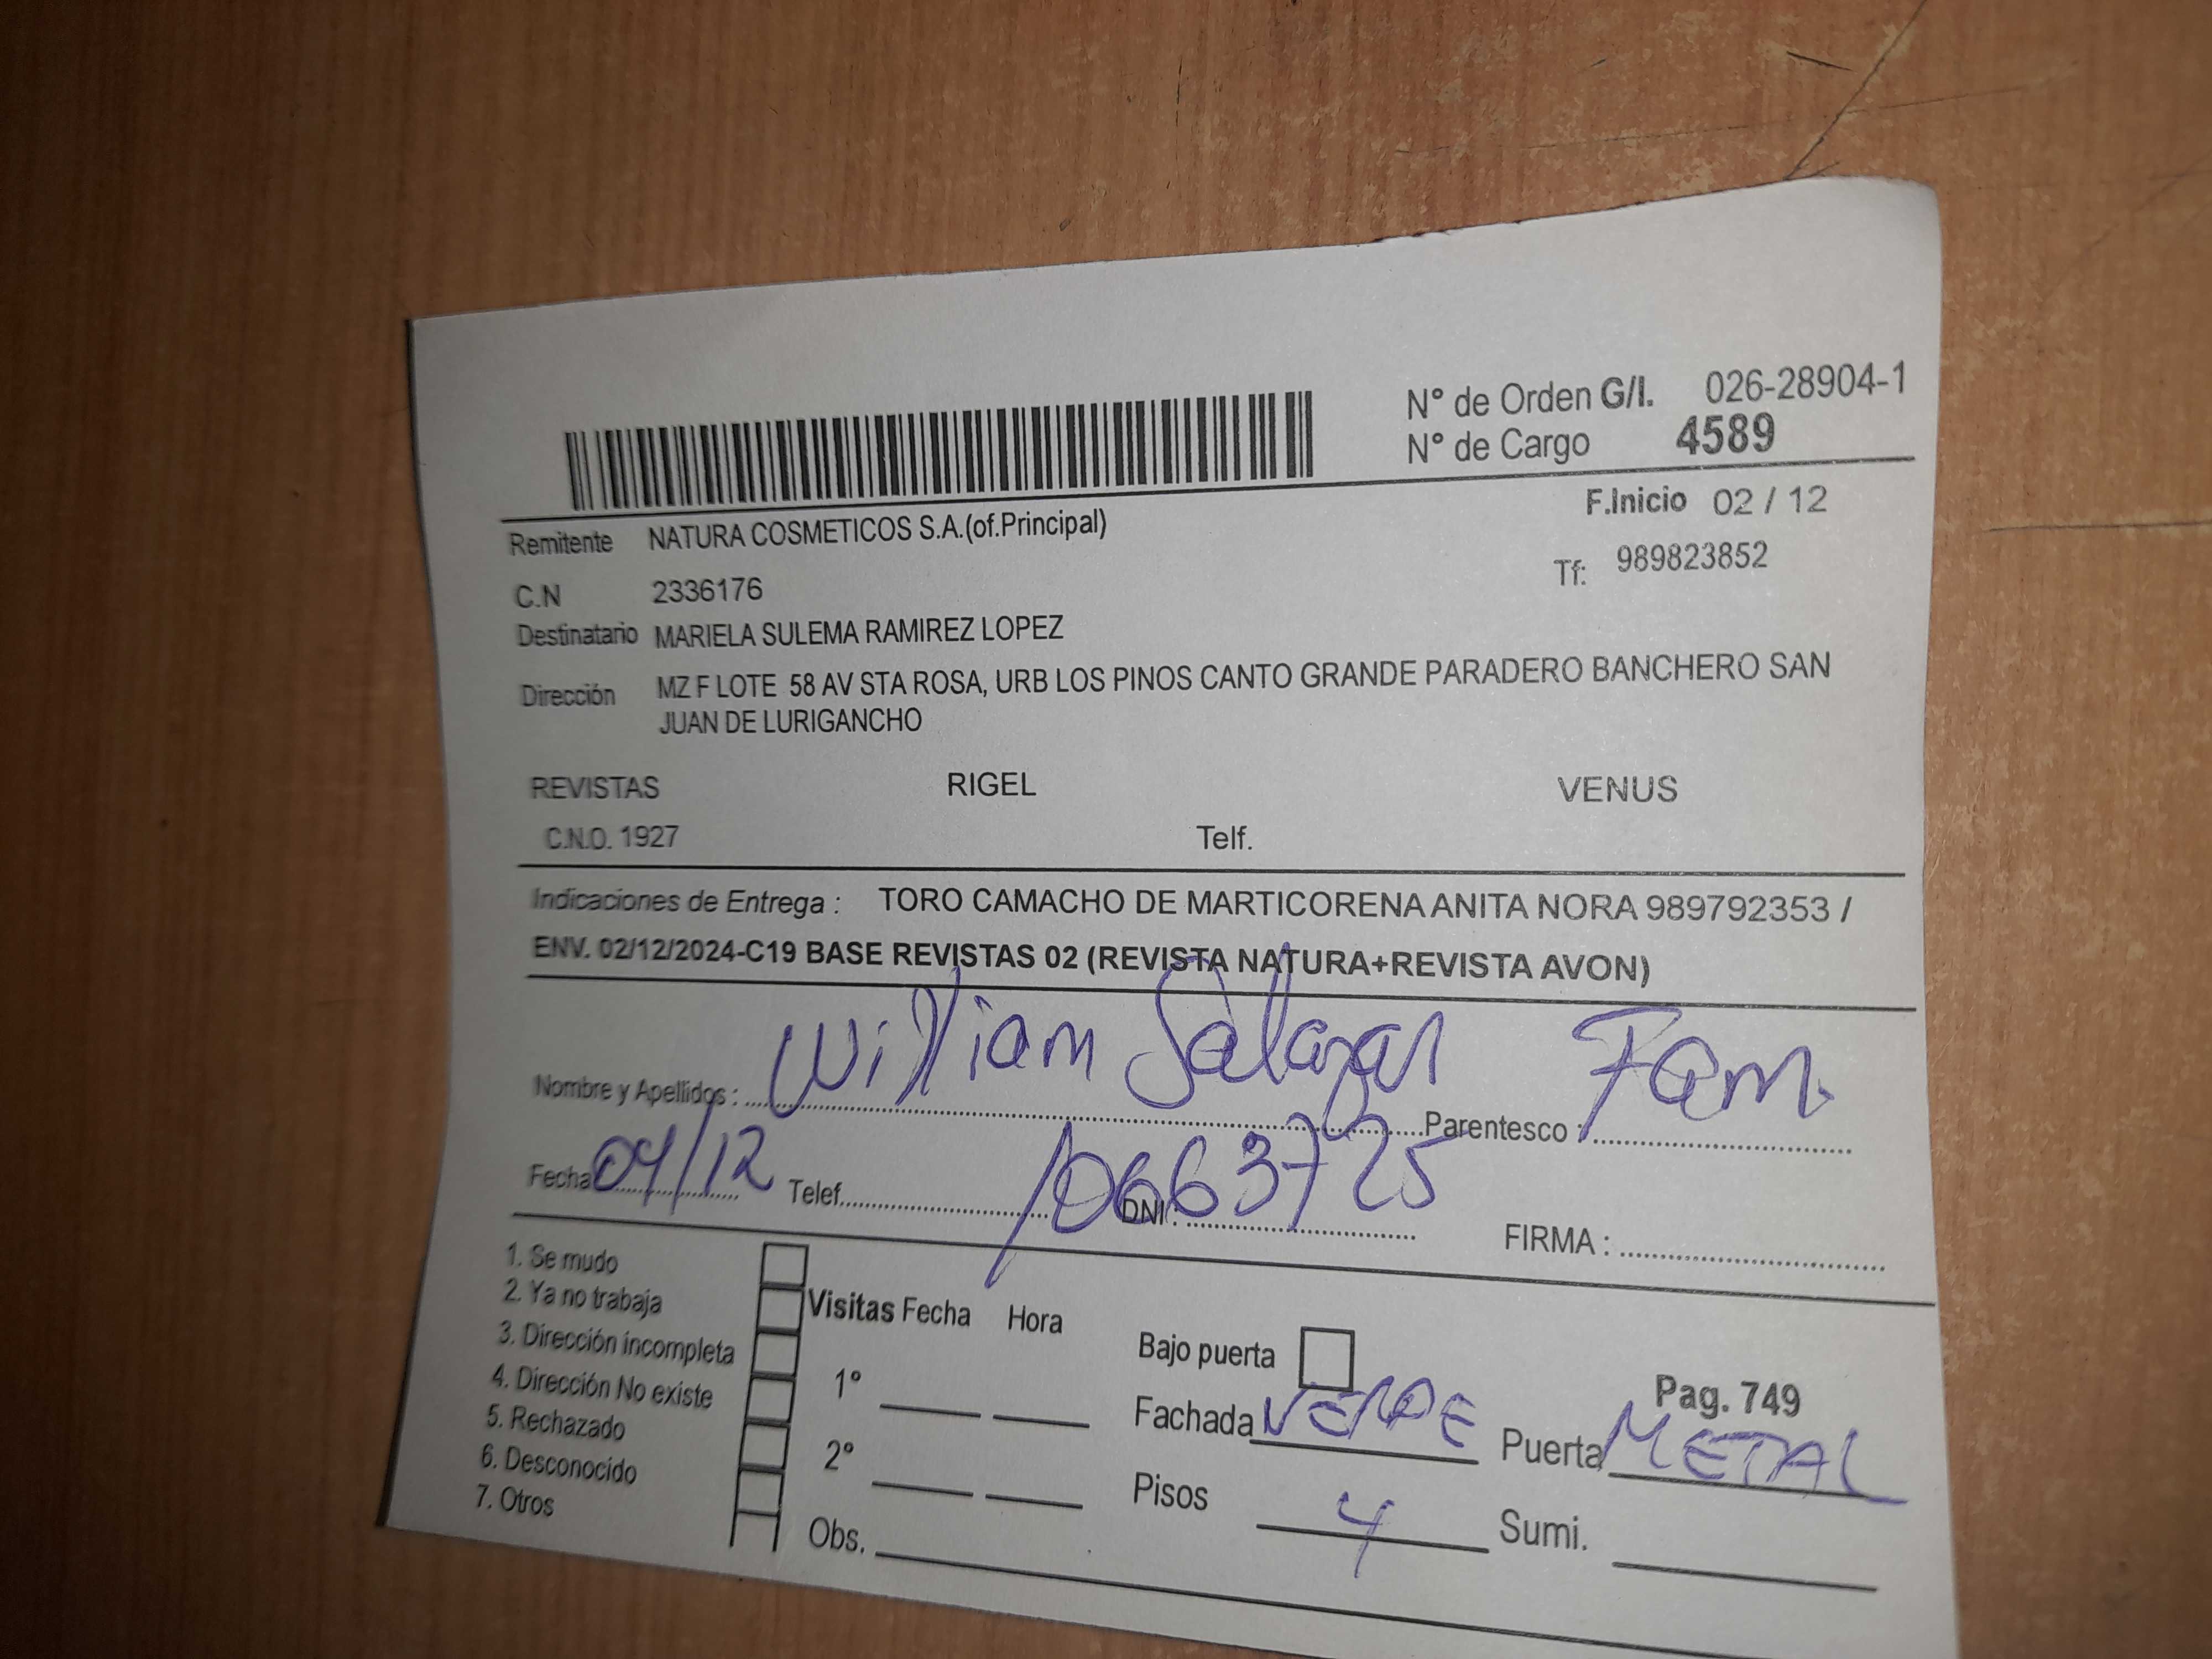 N° de Orden G/I. 026-28904-1
N° de Cargo 4589
F.Inicio 02 / 12
Remitente NATURA COSMETICOS S.A.(of.Principal)
Tf: 989823852
C.N 2336176
Destinatario MARIELA SULEMA RAMIREZ LOPEZ
Dirección MZ F LOTE 58 AV STA ROSA, URB LOS PINOS CANTO GRANDE PARADERO BANCHERO SAN
JUAN DE LURIGANCHO
REVISTAS RIGEL VENUS
C.N.O. 1927 Telf.
Indicaciones de Entrega : TORO CAMACHO DE MARTICORENA ANITA NORA 989792353 /
ENV. 02/12/2024-C19 BASE REVISTAS 02 (REVISTA NATURA+REVISTA AVON)
Nombre y Apellidos : William Salazar Parentesco : Fam.
Fecha 04/12 Telef. DNI : 10663725 FIRMA :
1. Se mudo
2. Ya no trabaja
3. Dirección incompleta
4. Dirección No existe
5. Rechazado
6. Desconocido
7. Otros
Visitas Fecha Hora
1°
2°
Obs.
Bajo puerta
Pag. 749
Fachada VERDE Puerta METAL
Pisos 4 Sumi.